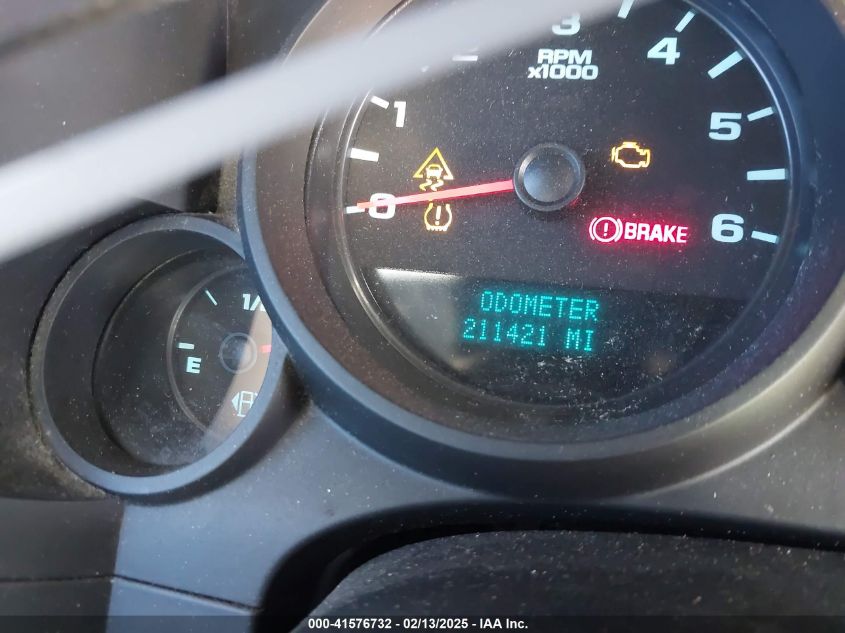 3
2
4
RPM
x1000
1
5
0
6
BRAKE
ODOMETER
211421 MI
E
000-41576732 - 02/13/2025 - IAA Inc.